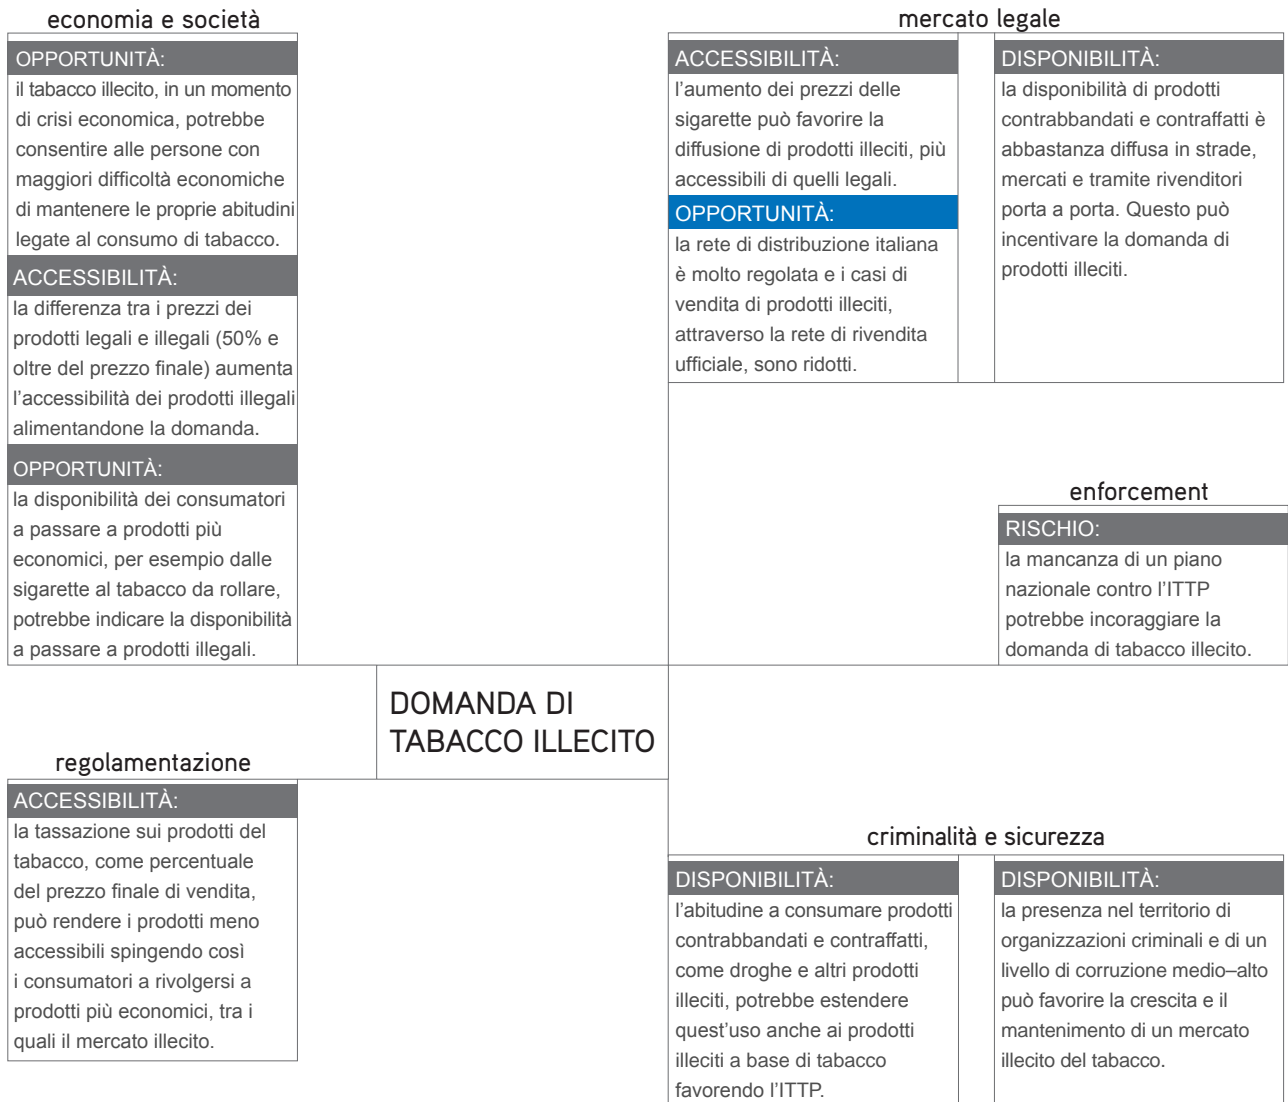 economia e società
OPPORTUNITÀ:
il tabacco illecito, in un momento
di crisi economica, potrebbe
consentire alle persone con
maggiori difficoltà economiche
di mantenere le proprie abitudini
legate al consumo di tabacco.
ACCESSIBILITÀ:
la differenza tra i prezzi dei
prodotti legali e illegali (50% e
oltre del prezzo finale) aumenta
l’accessibilità dei prodotti illegali
alimentandone la domanda.
OPPORTUNITÀ:
la disponibilità dei consumatori
a passare a prodotti più
economici, per esempio dalle
sigarette al tabacco da rollare,
potrebbe indicare la disponibilità
a passare a prodotti illegali.
mercato legale
ACCESSIBILITÀ:
l’aumento dei prezzi delle
sigarette può favorire la
diffusione di prodotti illeciti, più
accessibili di quelli legali.
OPPORTUNITÀ:
la rete di distribuzione italiana
è molto regolata e i casi di
vendita di prodotti illeciti,
attraverso la rete di rivendita
ufficiale, sono ridotti.
DISPONIBILITÀ:
la disponibilità di prodotti
contrabbandati e contraffatti è
abbastanza diffusa in strade,
mercati e tramite rivenditori
porta a porta. Questo può
incentivare la domanda di
prodotti illeciti.
enforcement
RISCHIO:
la mancanza di un piano
nazionale contro l’ITTP
potrebbe incoraggiare la
domanda di tabacco illecito.
DOMANDA DI
TABACCO ILLECITO
regolamentazione
ACCESSIBILITÀ:
la tassazione sui prodotti del
tabacco, come percentuale
del prezzo finale di vendita,
può rendere i prodotti meno
accessibili spingendo così
i consumatori a rivolgersi a
prodotti più economici, tra i
quali il mercato illecito.
criminalità e sicurezza
DISPONIBILITÀ:
l’abitudine a consumare prodotti
contrabbandati e contraffatti,
come droghe e altri prodotti
illeciti, potrebbe estendere
quest’uso anche ai prodotti
illeciti a base di tabacco
favorendo l’ITTP.
DISPONIBILITÀ:
la presenza nel territorio di
organizzazioni criminali e di un
livello di corruzione medio–alto
può favorire la crescita e il
mantenimento di un mercato
illecito del tabacco.